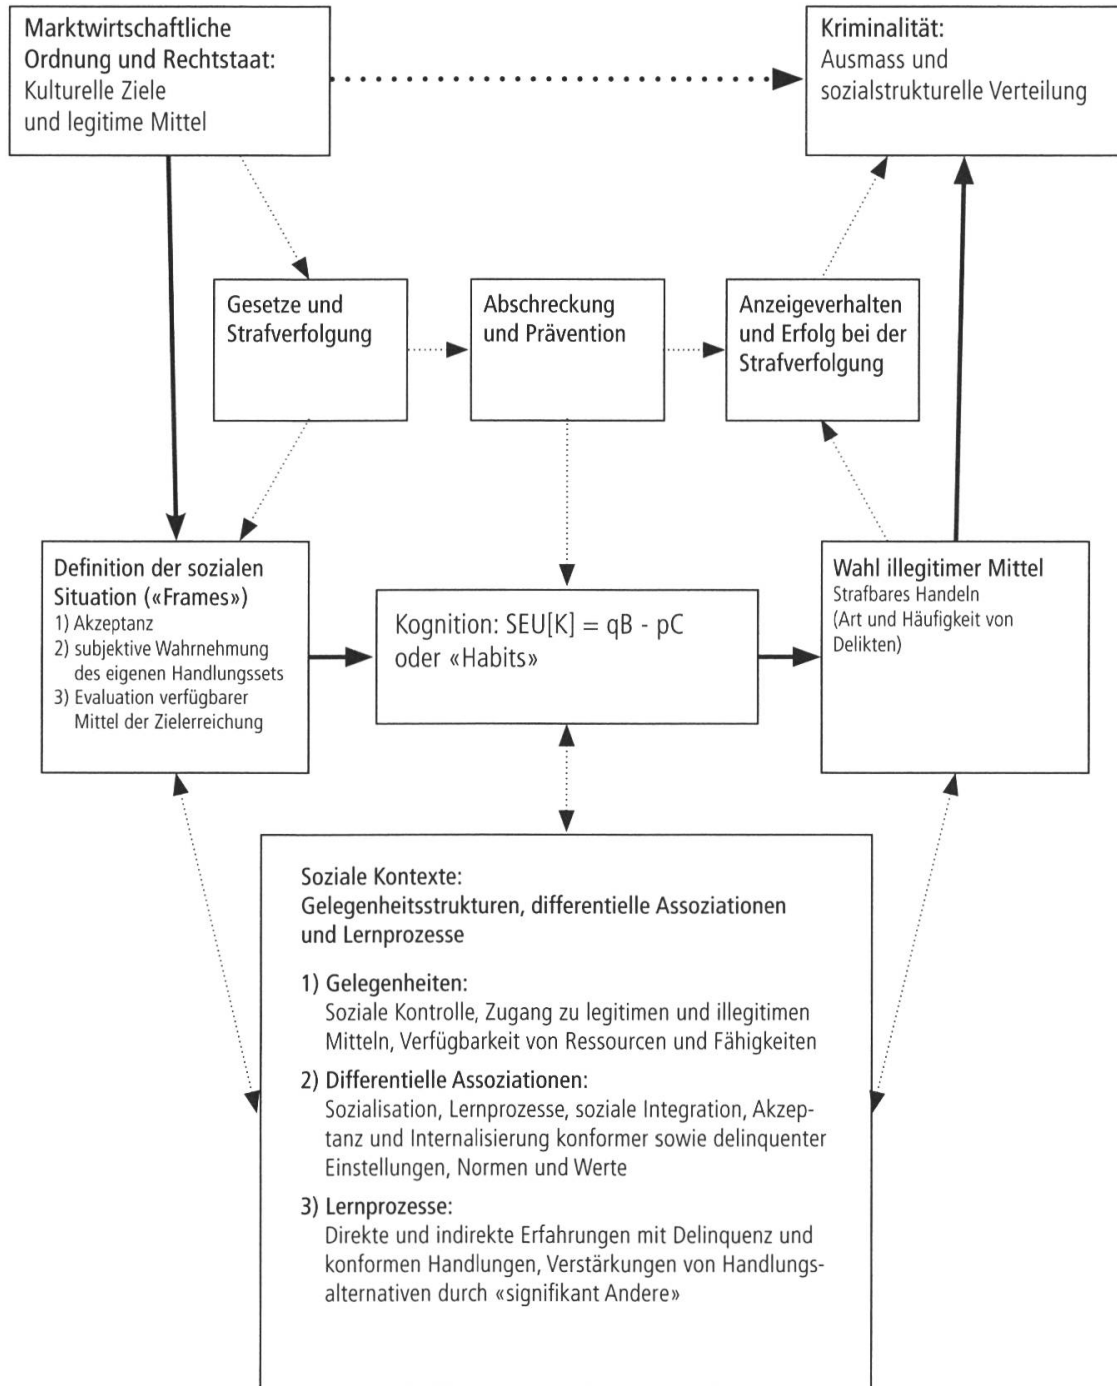 Marktwirtschaftliche
Ordnung und Rechtstaat:
Kulturelle Ziele
und legitime Mittel
Kriminalität:
Ausmass und
sozialstrukturelle Verteilung
Gesetze und
Strafverfolgung
Abschreckung
und Prävention
Anzeigeverhalten
und Erfolg bei der
Strafverfolgung
Definition der sozialen
Situation («Frames»)
1) Akzeptanz
2) subjektive Wahrnehmung
des eigenen Handlungssets
3) Evaluation verfügbarer
Mittel der Zielerreichung
Kognition: SEU[K] = qB - pC
oder «Habits»
Wahl illegitimer Mittel
Strafbares Handeln
(Art und Häufigkeit von
Delikten)
Soziale Kontexte:
Gelegenheitsstrukturen, differentielle Assoziationen
und Lernprozesse
1) Gelegenheiten:
Soziale Kontrolle, Zugang zu legitimen und illegitimen
Mitteln, Verfügbarkeit von Ressourcen und Fähigkeiten
2) Differentielle Assoziationen:
Sozialisation, Lernprozesse, soziale Integration, Akzep-
tanz und Internalisierung konformer sowie delinquenter
Einstellungen, Normen und Werte
3) Lernprozesse:
Direkte und indirekte Erfahrungen mit Delinquenz und
konformen Handlungen, Verstärkungen von Handlungs-
alternativen durch «signifikant Andere»